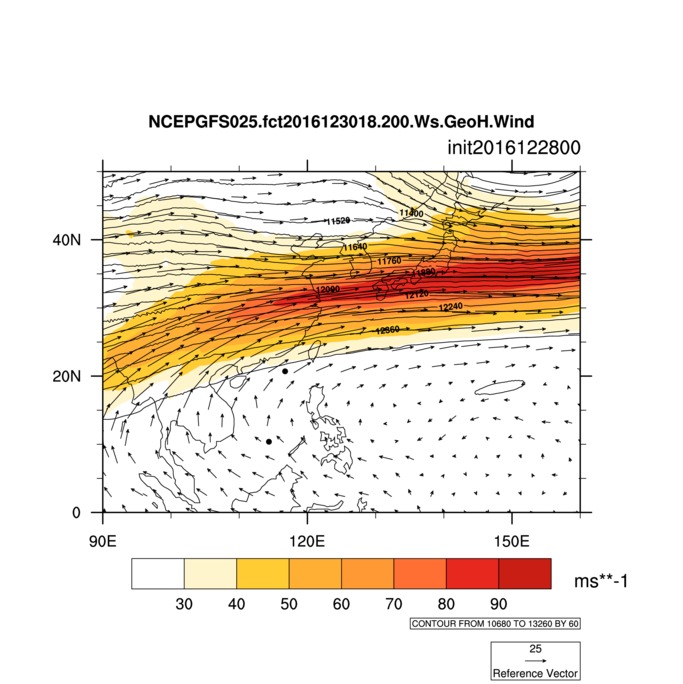 NCEPGFS025.fct2016123018.200.Ws.GeoH.Wind
init2016122800
11400
11520
40N
11640
11760
11880
12000
12120
12240
12360
20N
0
90E 120E 150E
ms**-1
30 40 50 60 70 80 90
CONTOUR FROM 10680 TO 13260 BY 60
25
Reference Vector